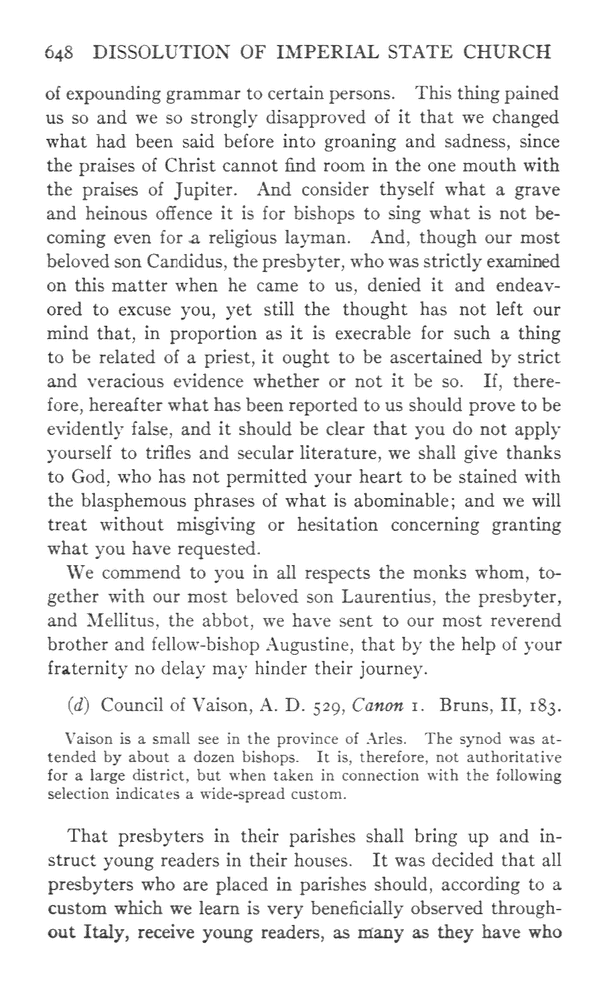 648 DISSOLUTION OF IMPERIAL STATE CHURCH
of expounding grammar to certain persons. This thing pained
us so and we so strongly disapproved of it that we changed
what had been said before into groaning and sadness, since
the praises of Christ cannot find room in the one mouth with
the praises of Jupiter. And consider thyself what a grave
and heinous offence it is for bishops to sing what is not be-
coming even for a religious layman. And, though our most
beloved son Candidus, the presbyter, who was strictly examined
on this matter when he came to us, denied it and endeav-
ored to excuse you, yet still the thought has not left our
mind that, in proportion as it is execrable for such a thing
to be related of a priest, it ought to be ascertained by strict
and veracious evidence whether or not it be so. If, there-
fore, hereafter what has been reported to us should prove to be
evidently false, and it should be clear that you do not apply
yourself to trifles and secular literature, we shall give thanks
to God, who has not permitted your heart to be stained with
the blasphemous phrases of what is abominable; and we will
treat without misgiving or hesitation concerning granting
what you have requested.
We commend to you in all respects the monks whom, to-
gether with our most beloved son Laurentius, the presbyter,
and Mellitus, the abbot, we have sent to our most reverend
brother and fellow-bishop Augustine, that by the help of your
fraternity no delay may hinder their journey.
(d) Council of Vaison, A. D. 529, Canon 1. Bruns, II, 183.
Vaison is a small see in the province of Arles. The synod was at-
tended by about a dozen bishops. It is, therefore, not authoritative
for a large district, but when taken in connection with the following
selection indicates a wide-spread custom.
That presbyters in their parishes shall bring up and in-
struct young readers in their houses. It was decided that all
presbyters who are placed in parishes should, according to a
custom which we learn is very beneficially observed through-
out Italy, receive young readers, as many as they have who